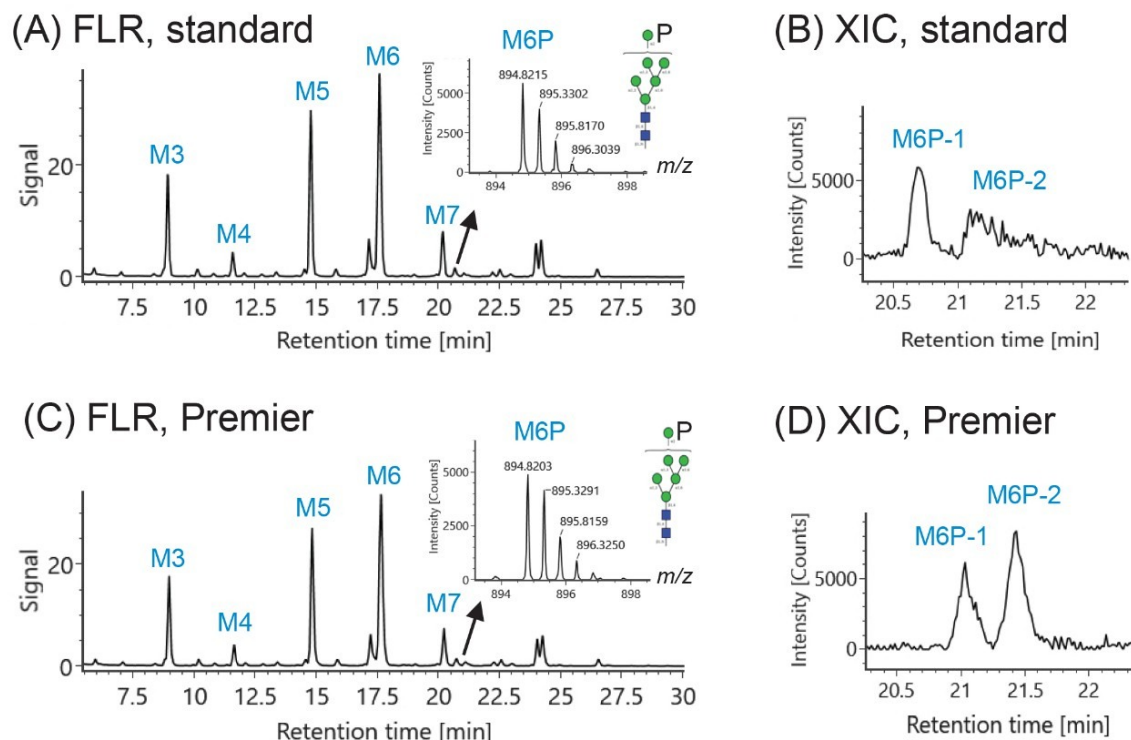 (A) FLR, standard
M3
M4
M5
M6
M7
M6P
P
894.8215
895.3302
895.8170
896.3039
5000
2500
0
Intensity [Counts]
894
896
898
m/z
Signal
20
0
7.5
10
12.5
15
17.5
20
22.5
25
27.5
30
Retention time [min]
(B) XIC, standard
M6P-1
M6P-2
Intensity [Counts]
5000
0
20.5
21
21.5
22
Retention time [min]
(C) FLR, Premier
M3
M4
M5
M6
M7
M6P
P
894.8203
895.3291
895.8159
896.3250
5000
2500
0
Intensity [Counts]
894
896
898
m/z
Signal
20
0
7.5
10
12.5
15
17.5
20
22.5
25
27.5
30
Retention time [min]
(D) XIC, Premier
M6P-1
M6P-2
Intensity [Counts]
5000
0
20.5
21
21.5
22
Retention time [min]